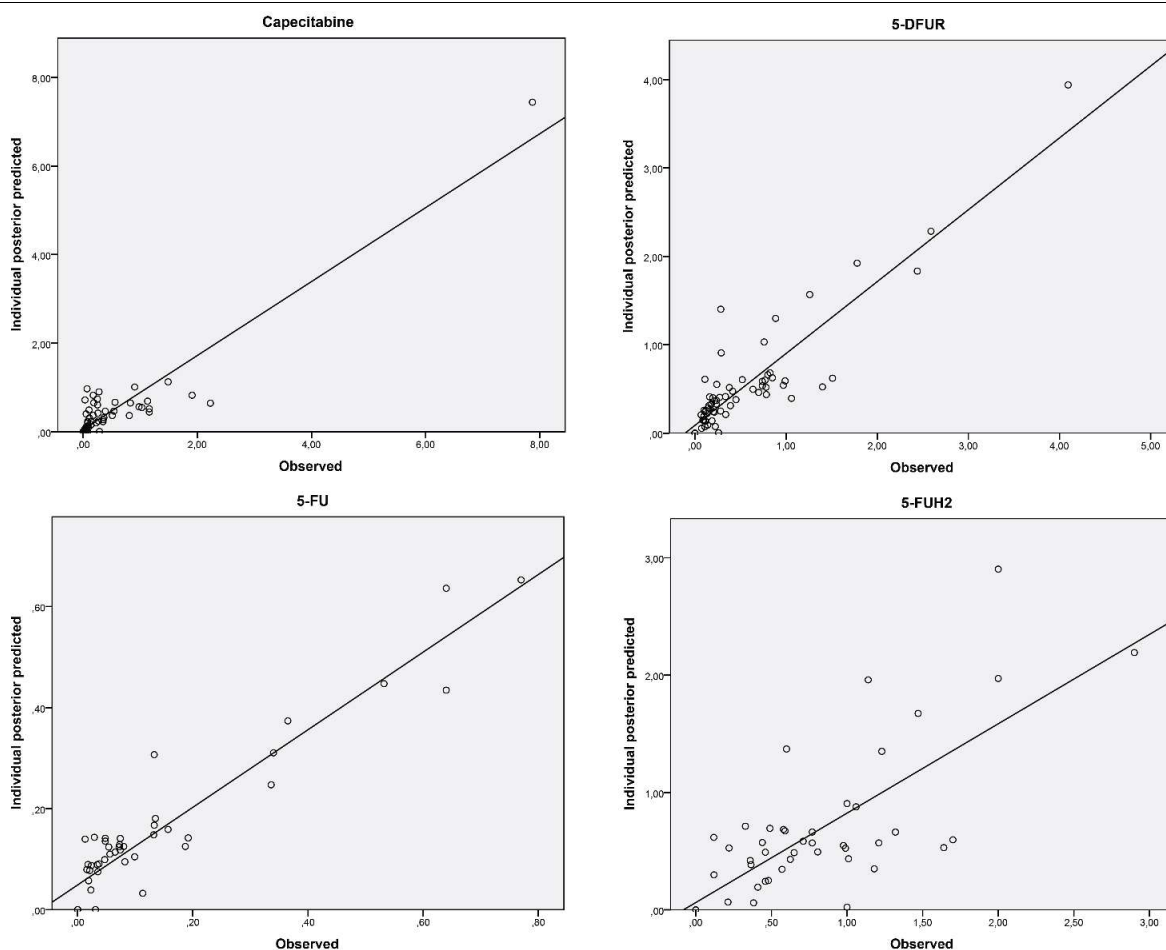 Capecitabine
8,00
6,00
4,00
2,00
,00
Individual posterior predicted
,00 2,00 4,00 6,00 8,00
Observed
5-DFUR
4,00
3,00
2,00
1,00
,00
Individual posterior predicted
,00 1,00 2,00 3,00 4,00 5,00
Observed
5-FU
,60
,40
,20
,00
Individual posterior predicted
,00 ,20 ,40 ,60 ,80
Observed
5-FUH2
3,00
2,00
1,00
,00
Individual posterior predicted
,00 ,50 1,00 1,50 2,00 2,50 3,00
Observed